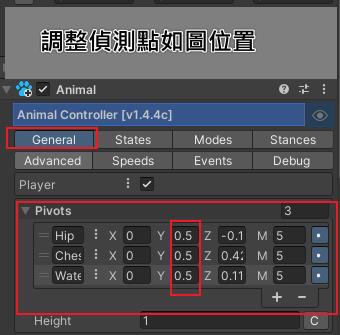 調整偵測點如圖位置
Animal
Animal Controller [v1.4.4c]
General States Modes Stances
Advanced Speeds Events Debug
Player
Pivots 3
Hip X 0 Y 0.5 Z -0.1 M 5
Ches X 0 Y 0.5 Z 0.42 M 5
Wate X 0 Y 0.5 Z 0.11 M 5
Height 1 C